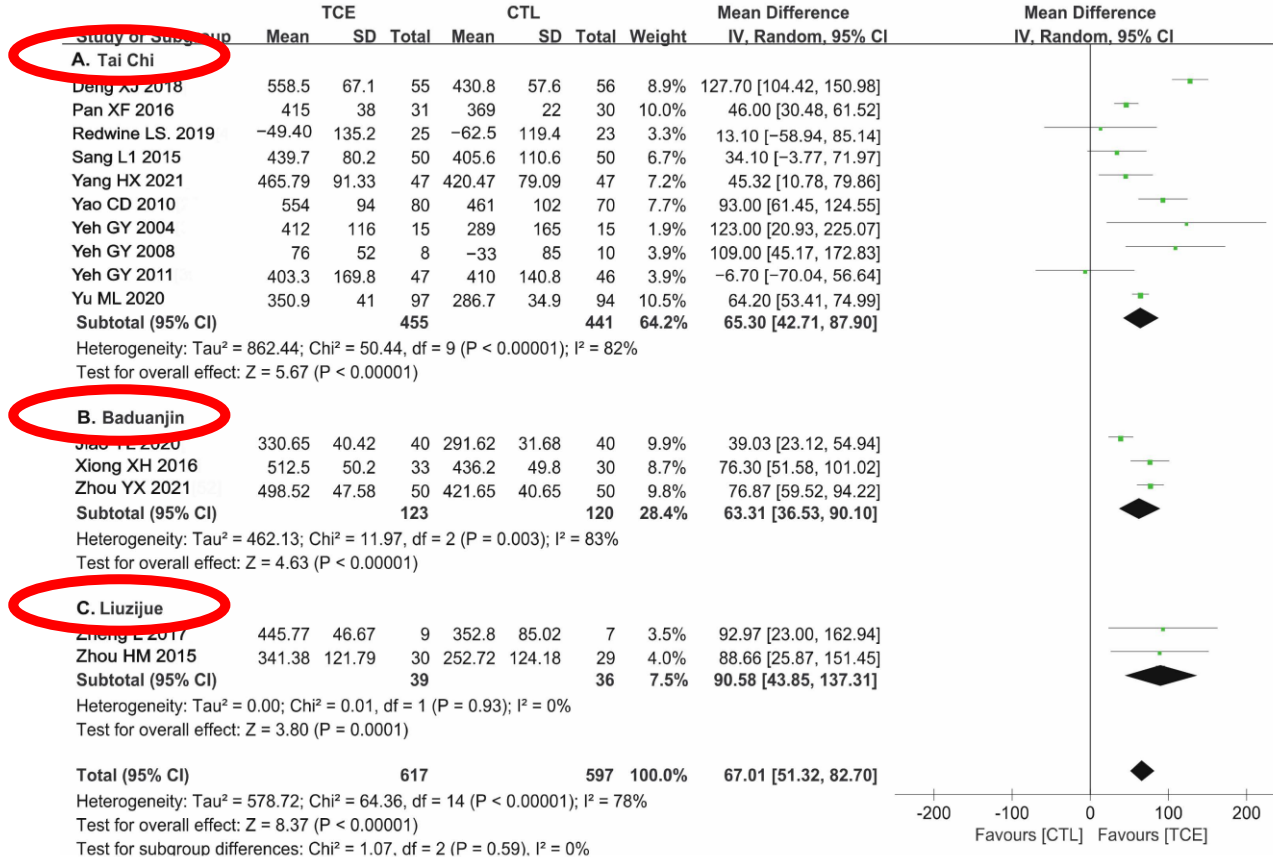 TCE CTL Mean Difference Mean Difference
Study or Subgroup Mean SD Total Mean SD Total Weight IV, Random, 95% CI IV, Random, 95% CI
A. Tai Chi
Deng XJ 2018 558.5 67.1 55 430.8 57.6 56 8.9% 127.70 [104.42, 150.98]
Pan XF 2016 415 38 31 369 22 30 10.0% 46.00 [30.48, 61.52]
Redwine LS. 2019 −49.40 135.2 25 −62.5 119.4 23 3.3% 13.10 [−58.94, 85.14]
Sang L1 2015 439.7 80.2 50 405.6 110.6 50 6.7% 34.10 [−3.77, 71.97]
Yang HX 2021 465.79 91.33 47 420.47 79.09 47 7.2% 45.32 [10.78, 79.86]
Yao CD 2010 554 94 80 461 102 70 7.7% 93.00 [61.45, 124.55]
Yeh GY 2004 412 116 15 289 165 15 1.9% 123.00 [20.93, 225.07]
Yeh GY 2008 76 52 8 −33 85 10 3.9% 109.00 [45.17, 172.83]
Yeh GY 2011 403.3 169.8 47 410 140.8 46 3.9% −6.70 [−70.04, 56.64]
Yu ML 2020 350.9 41 97 286.7 34.9 94 10.5% 64.20 [53.41, 74.99]
Subtotal (95% CI) 455 441 64.2% 65.30 [42.71, 87.90]
Heterogeneity: Tau² = 862.44; Chi² = 50.44, df = 9 (P < 0.00001); I² = 82%
Test for overall effect: Z = 5.67 (P < 0.00001)
B. Baduanjin
2020 330.65 40.42 40 291.62 31.68 40 9.9% 39.03 [23.12, 54.94]
Xiong XH 2016 512.5 50.2 33 436.2 49.8 30 8.7% 76.30 [51.58, 101.02]
Zhou YX 2021 498.52 47.58 50 421.65 40.65 50 9.8% 76.87 [59.52, 94.22]
Subtotal (95% CI) 123 120 28.4% 63.31 [36.53, 90.10]
Heterogeneity: Tau² = 462.13; Chi² = 11.97, df = 2 (P = 0.003); I² = 83%
Test for overall effect: Z = 4.63 (P < 0.00001)
C. Liuzijue
2017 445.77 46.67 9 352.8 85.02 7 3.5% 92.97 [23.00, 162.94]
Zhou HM 2015 341.38 121.79 30 252.72 124.18 29 4.0% 88.66 [25.87, 151.45]
Subtotal (95% CI) 39 36 7.5% 90.58 [43.85, 137.31]
Heterogeneity: Tau² = 0.00; Chi² = 0.01, df = 1 (P = 0.93); I² = 0%
Test for overall effect: Z = 3.80 (P = 0.0001)
Total (95% CI) 617 597 100.0% 67.01 [51.32, 82.70]
Heterogeneity: Tau² = 578.72; Chi² = 64.36, df = 14 (P < 0.00001); I² = 78%
Test for overall effect: Z = 8.37 (P < 0.00001)
Test for subgroup differences: Chi² = 1.07, df = 2 (P = 0.59), I² = 0%
-200 -100 0 100 200
Favours [CTL] Favours [TCE]